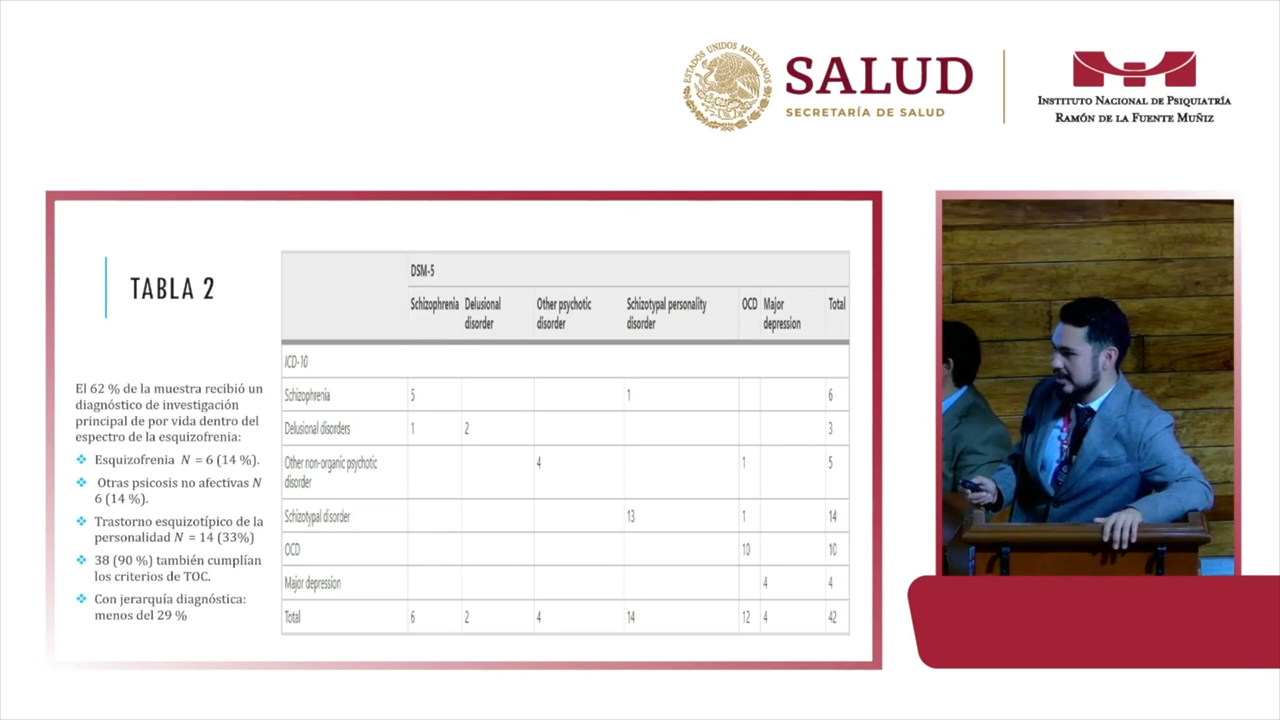 ESTADOS UNIDOS MEXICANOS
SALUD
SECRETARÍA DE SALUD
INSTITUTO NACIONAL DE PSIQUIATRÍA
RAMÓN DE LA FUENTE MUÑIZ
TABLA 2
El 62 % de la muestra recibió un
diagnóstico de investigación
principal de por vida dentro del
espectro de la esquizofrenia:
Esquizofrenia N = 6 (14 %).
Otras psicosis no afectivas N
6 (14 %).
Trastorno esquizotípico de la
personalidad N = 14 (33%)
38 (90 %) también cumplían
los criterios de TOC.
Con jerarquía diagnóstica:
menos del 29 %
DSM-5
Schizophrenia Delusional disorder Other psychotic disorder Schizotypal personality disorder OCD Major depression Total
ICD-10
Schizophrenia 5 1 6
Delusional disorders 1 2 3
Other non-organic psychotic disorder 4 1 5
Schizotypal disorder 13 1 14
OCD 10 10
Major depression 4 4
Total 6 2 4 14 12 4 42